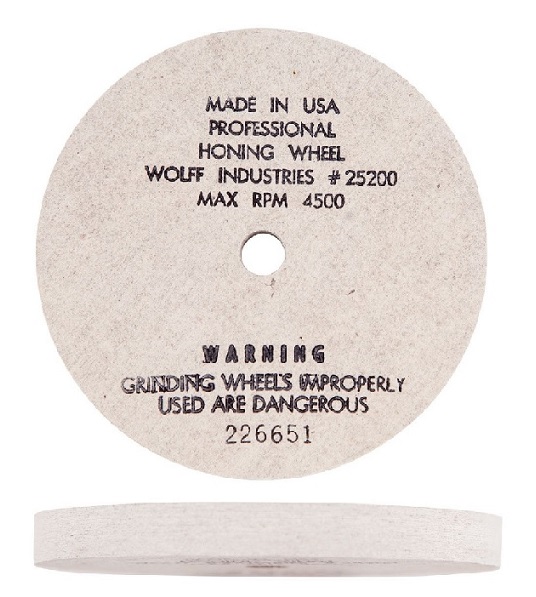 MADE IN USA
PROFESSIONAL
HONING WHEEL
WOLFF INDUSTRIES #25200
MAX RPM 4500
WARNING
GRINDING WHEELS IMPROPERLY
USED ARE DANGEROUS
226651